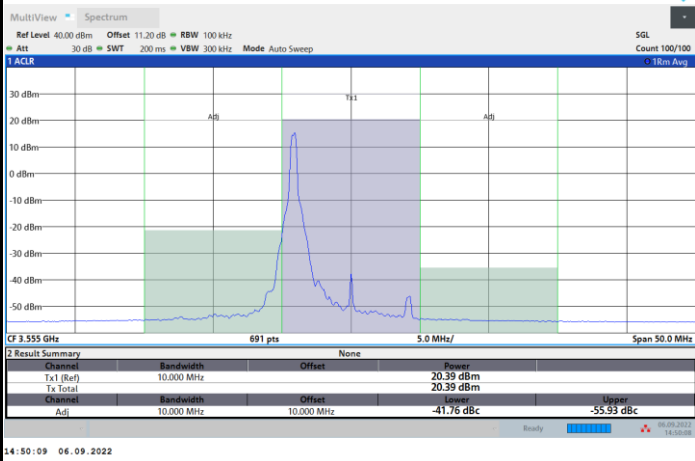 MultiView Spectrum
Ref Level 40.00 dBm Offset 11.20 dB RBW 100 kHz SGL
Att 30 dB SWT 200 ms VBW 300 kHz Mode Auto Sweep Count 100/100
1 ACLR 1Rm Avg
30 dBm
Tx1
20 dBm
Adj Adj
10 dBm
0 dBm
-10 dBm
-20 dBm
-30 dBm
-40 dBm
-50 dBm
CF 3.555 GHz 691 pts 5.0 MHz/ Span 50.0 MHz
2 Result Summary None
Channel Bandwidth Offset Power
Tx1 (Ref) 10.000 MHz 20.39 dBm
Tx Total 20.39 dBm
Channel Bandwidth Offset Lower Upper
Adj 10.000 MHz 10.000 MHz -41.76 dBc -55.93 dBc
Ready 06.09.2022
14:50:08
14:50:09 06.09.2022